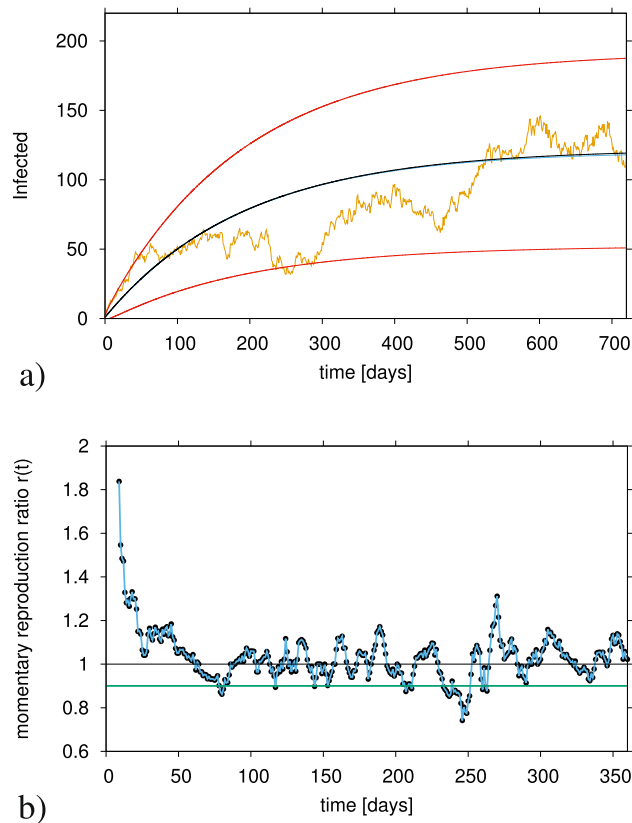 200
150
100
50
0
Infected
0 100 200 300 400 500 600 700
time [days]
a)
2
1.8
1.6
1.4
1.2
1
0.8
0.6
momentary reproduction ratio r(t)
0 50 100 150 200 250 300 350
time [days]
b)